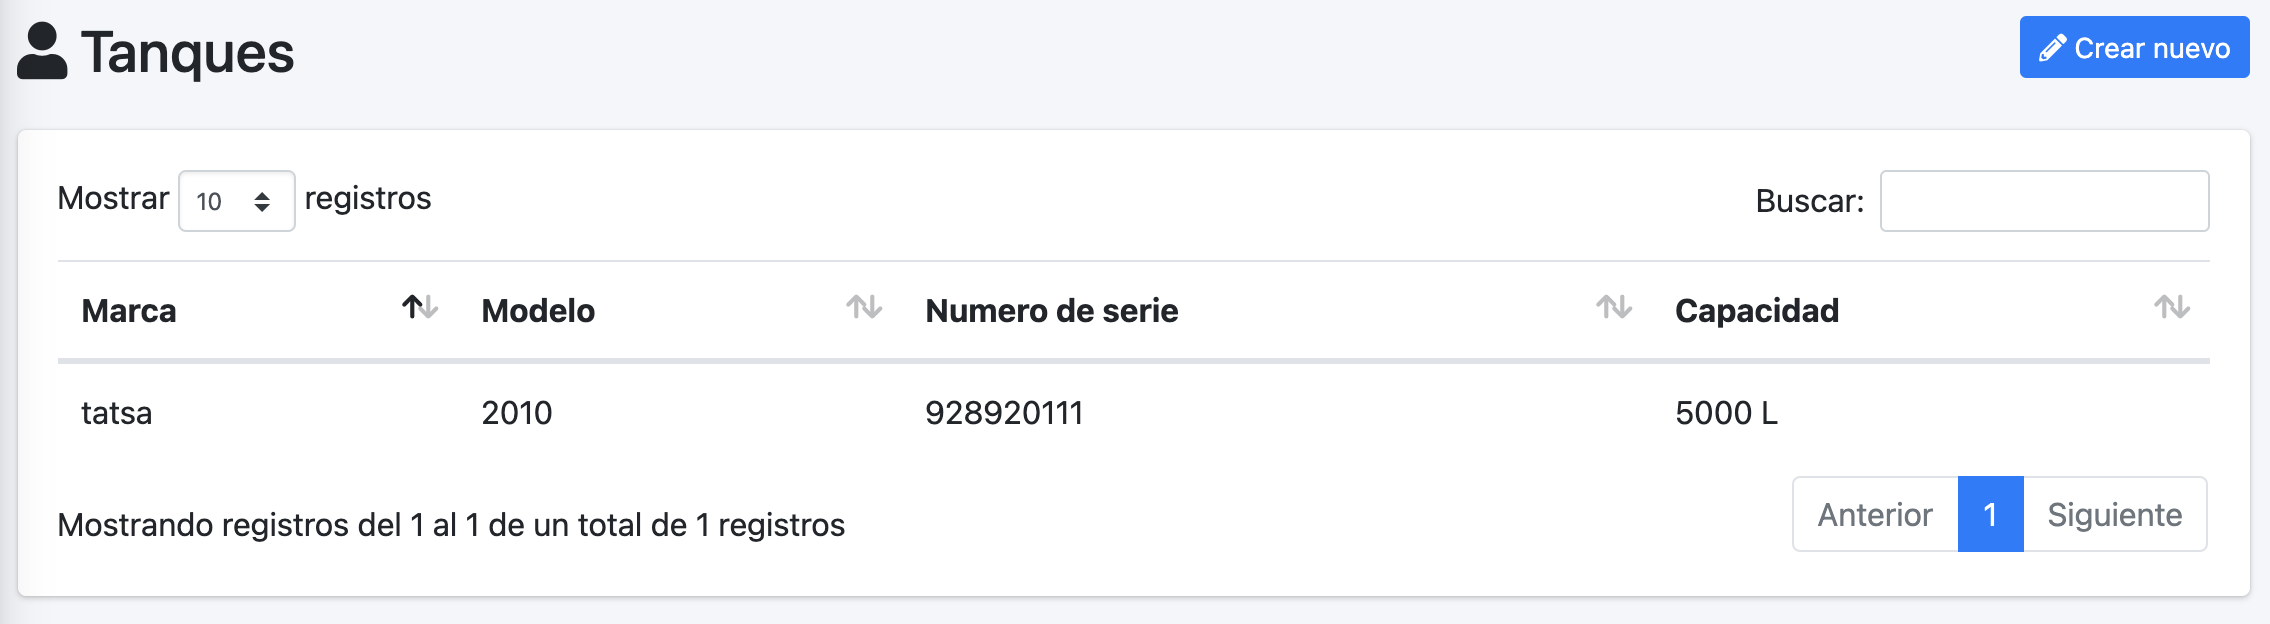 Tanques
Crear nuevo
Mostrar 10 registros
Buscar:
Marca Modelo Numero de serie Capacidad
tatsa 2010 928920111 5000 L
Mostrando registros del 1 al 1 de un total de 1 registros
Anterior 1 Siguiente